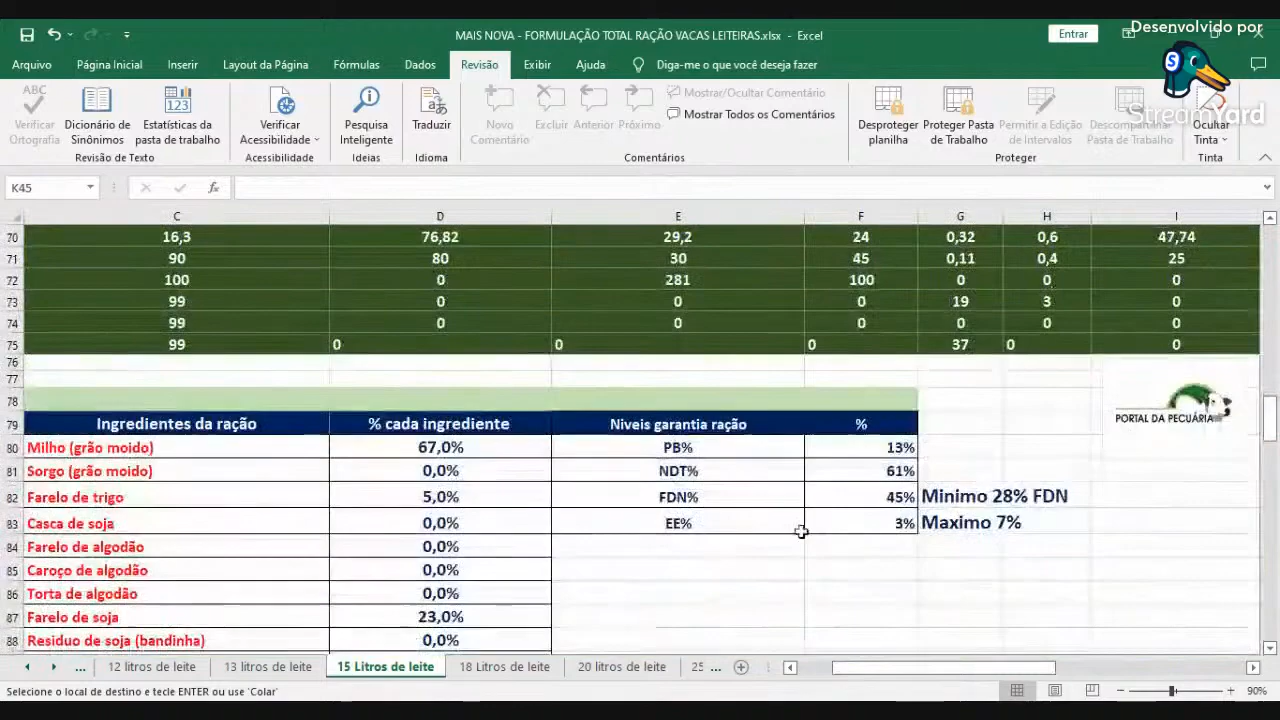 Desenvolvido por
StreamYard
MAIS NOVA - FORMULAÇÃO TOTAL RAÇÃO VACAS LEITEIRAS.xlsx - Excel
Entrar
Arquivo Página Inicial Inserir Layout da Página Fórmulas Dados Revisão Exibir Ajuda Diga-me o que você deseja fazer
Verificar Ortografia
Dicionário de Sinônimos
Estatísticas da pasta de trabalho
Verificar Acessibilidade
Pesquisa Inteligente
Traduzir
Novo Comentário
Excluir
Anterior
Próximo
Mostrar/Ocultar Comentário
Mostrar Todos os Comentários
Desproteger planilha
Proteger Pasta de Trabalho
Permitir a Edição de Intervalos
Pasta de Trabalho
Ocultar Tinta
Revisão de Texto Acessibilidade Ideias Idioma Comentários Proteger Tinta
K45 fx
C D E F G H I
70 16,3 76,82 29,2 24 0,32 0,6 47,74
71 90 80 30 45 0,11 0,4 25
72 100 0 281 100 0 0 0
73 99 0 0 0 19 3 0
74 99 0 0 0 0 0 0
75 99 0 0 0 37 0 0
76
77
78
PORTAL DA PECUÁRIA
79 Ingredientes da ração % cada ingrediente Niveis garantia ração %
80 Milho (grão moido) 67,0% PB% 13%
81 Sorgo (grão moido) 0,0% NDT% 61%
82 Farelo de trigo 5,0% FDN% 45% Minimo 28% FDN
83 Casca de soja 0,0% EE% 3% Maximo 7%
84 Farelo de algodão 0,0%
85 Caroço de algodão 0,0%
86 Torta de algodão 0,0%
87 Farelo de soja 23,0%
88 Residuo de soja (bandinha) 0,0%
... 12 litros de leite 13 litros de leite 15 Litros de leite 18 Litros de leite 20 litros de leite 25 ...
Selecione o local de destino e tecle ENTER ou use 'Colar' 90%